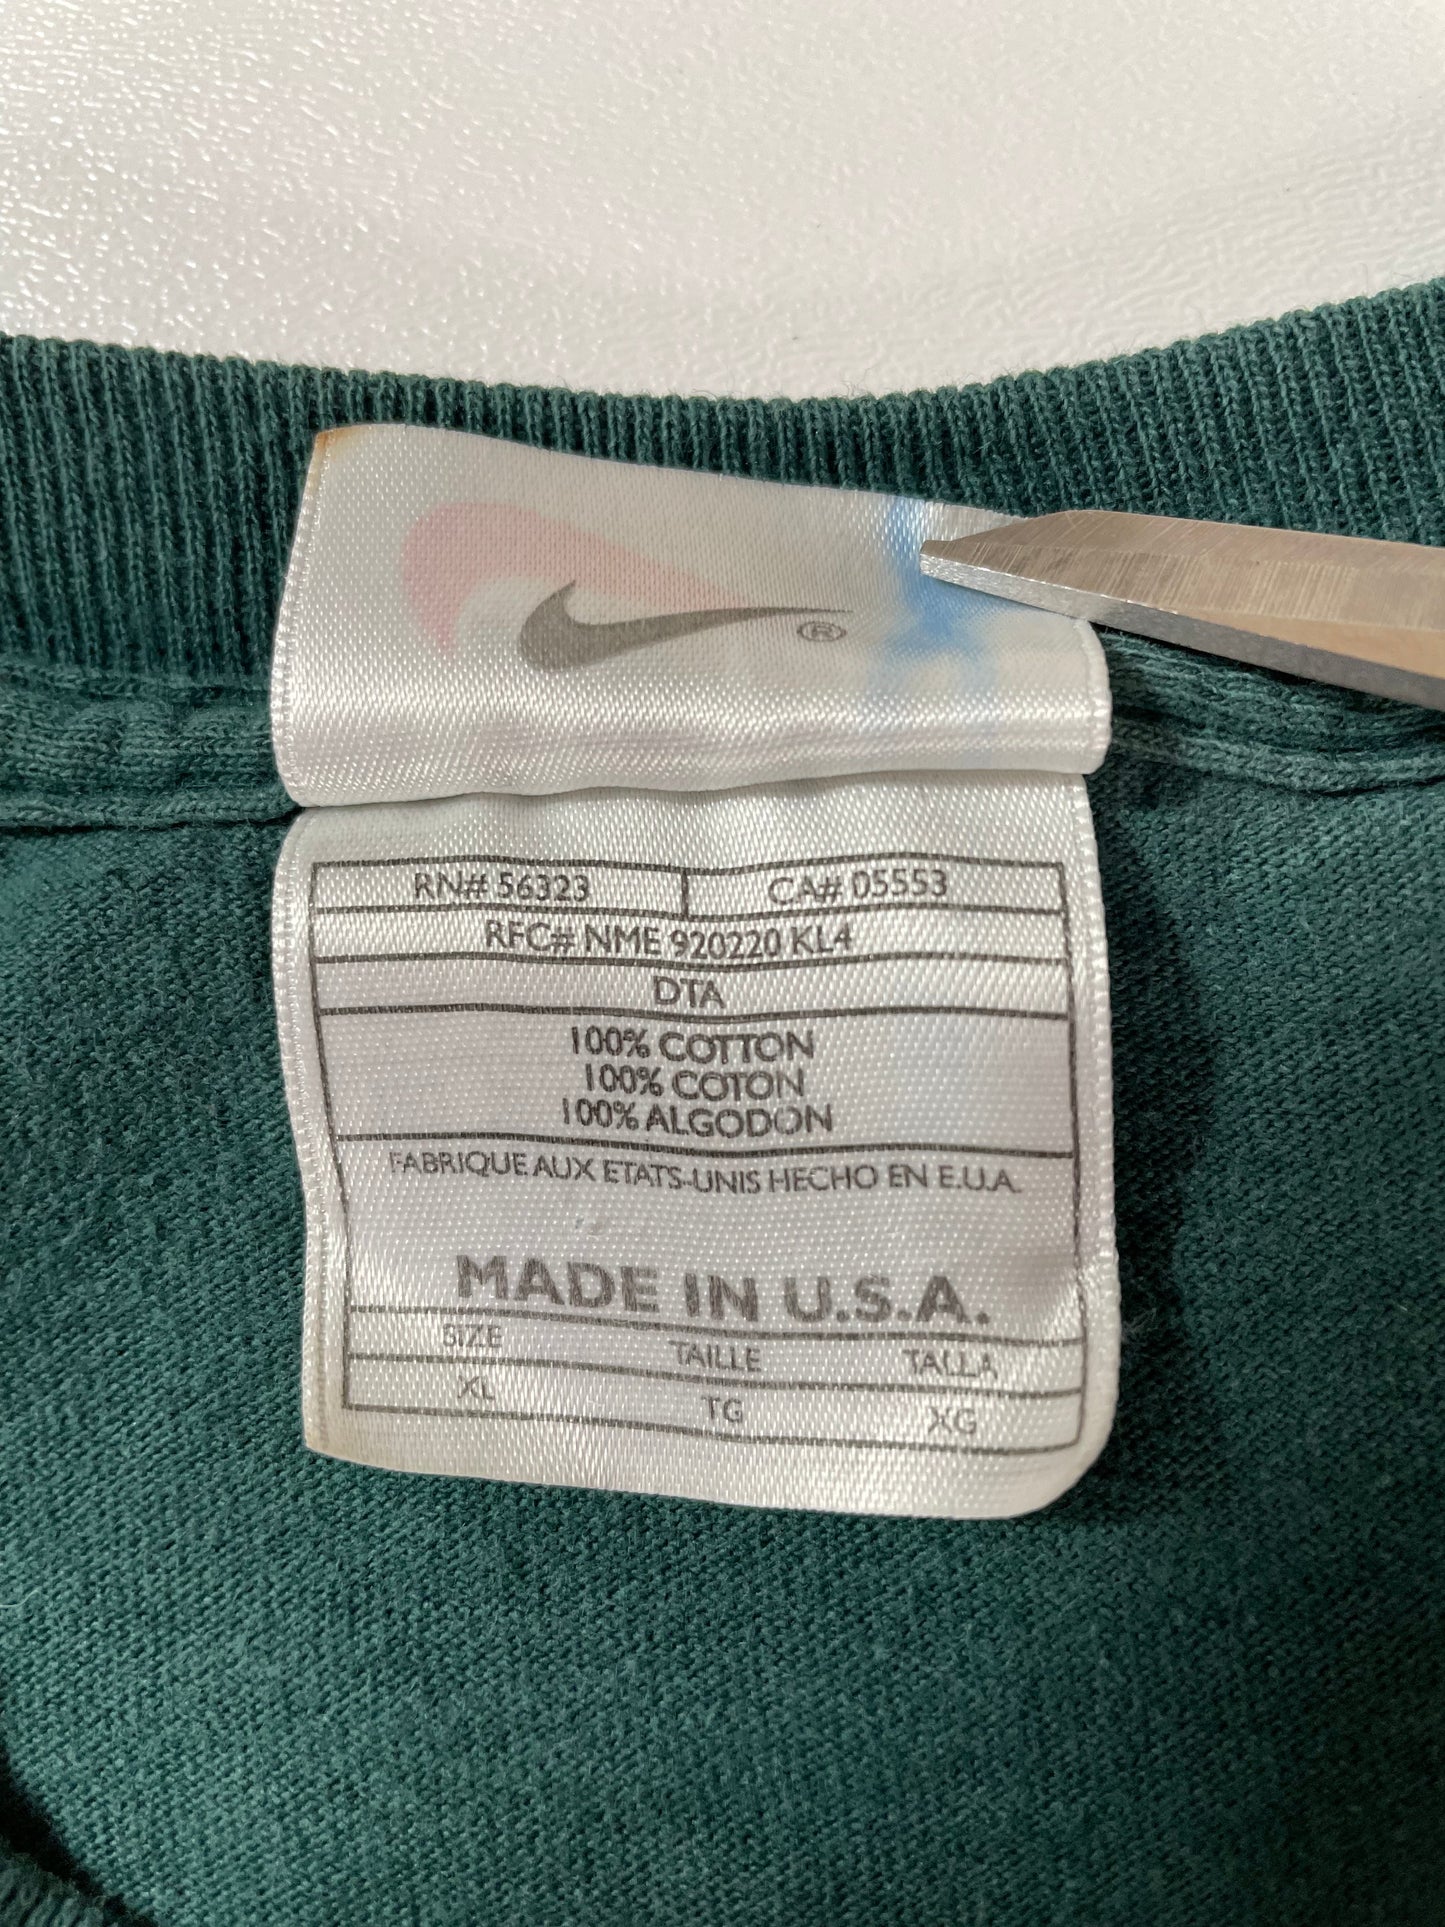 ®
RN# 56323 CA# 05553
RFC# NME 920220 KL4
DTA
100% COTTON
100% COTON
100% ALGODON
FABRIQUE AUX ETATS-UNIS HECHO EN E.U.A.
MADE IN U.S.A.
SIZE TAILLE TALLA
XL TG XG